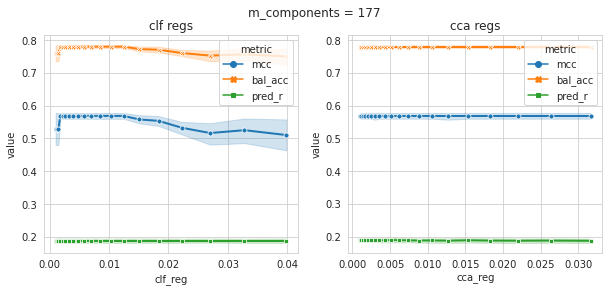 m_components = 177
clf regs
cca regs
0.8
0.7
0.6
0.5
0.4
0.3
0.2
value
metric
mcc
bal_acc
pred_r
0.00
0.01
0.02
0.03
0.04
clf_reg
0.8
0.7
0.6
0.5
0.4
0.3
0.2
value
metric
mcc
bal_acc
pred_r
0.000
0.005
0.010
0.015
0.020
0.025
0.030
cca_reg